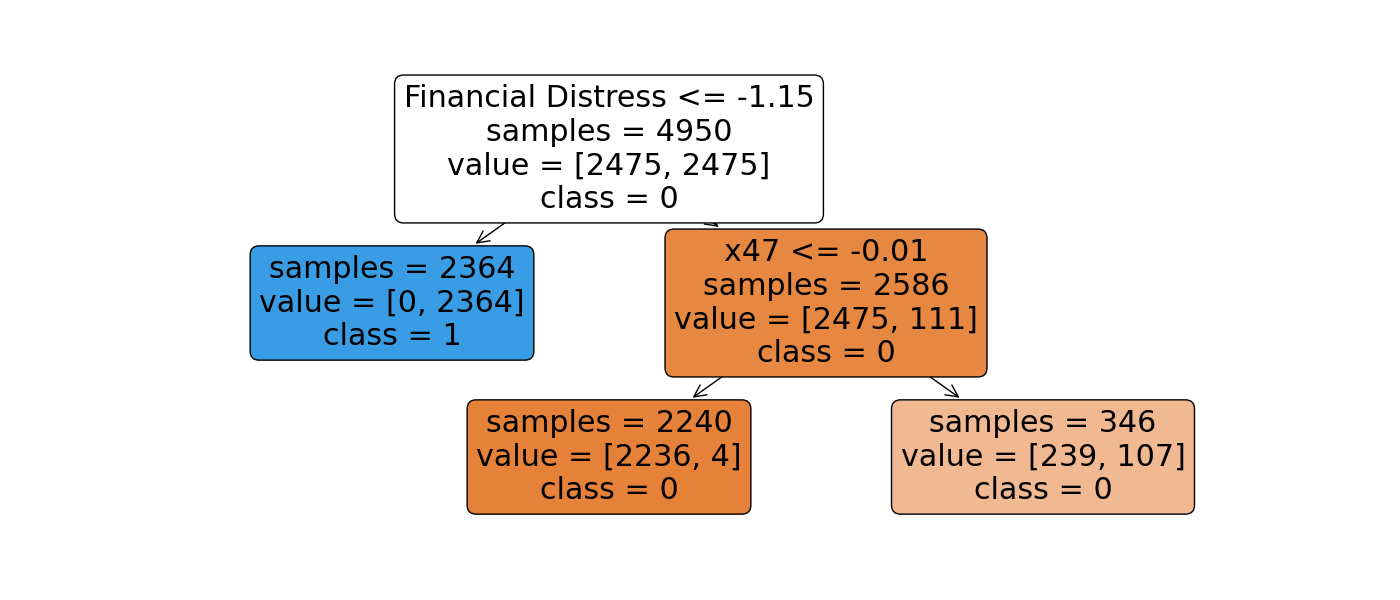 Financial Distress <= -1.15
samples = 4950
value = [2475, 2475]
class = 0
samples = 2364
value = [0, 2364]
class = 1
x47 <= -0.01
samples = 2586
value = [2475, 111]
class = 0
samples = 2240
value = [2236, 4]
class = 0
samples = 346
value = [239, 107]
class = 0